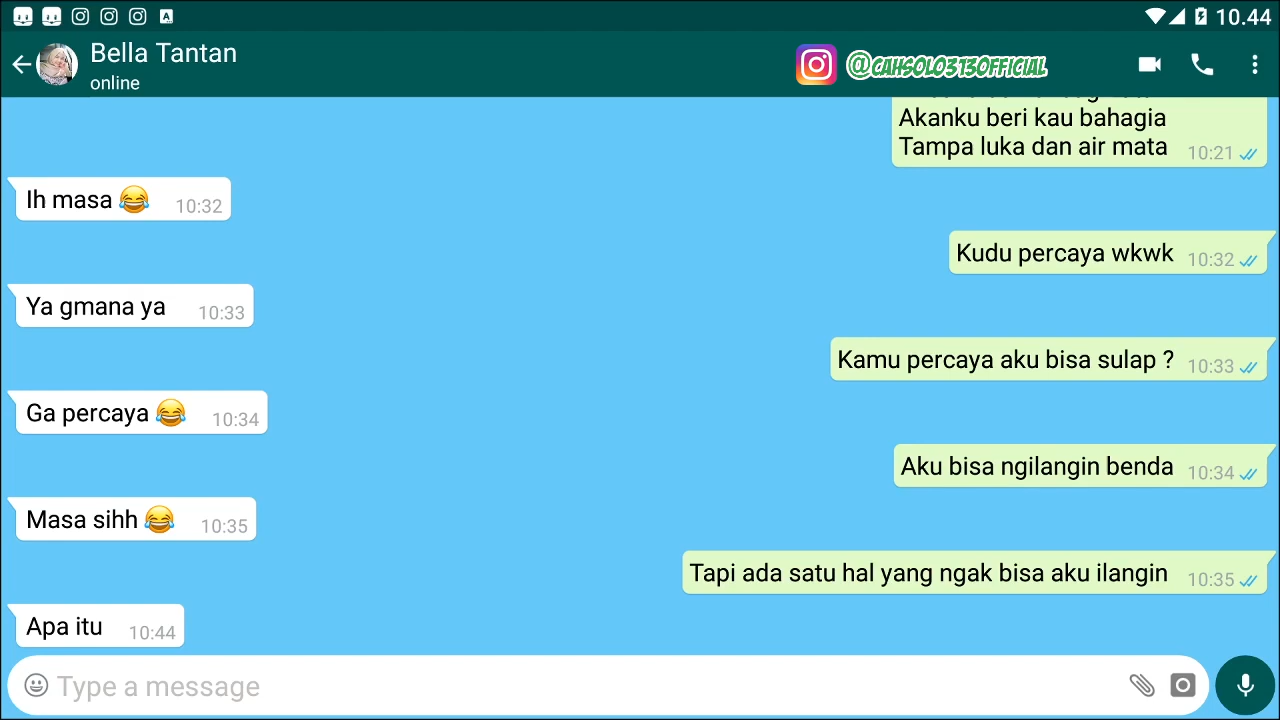 10.44
Bella Tantan
online
@CAHSOLO313OFFICIAL
Akanku beri kau bahagia
Tampa luka dan air mata 10:21
Ih masa 😂 10:32
Kudu percaya wkwk 10:32
Ya gmana ya 10:33
Kamu percaya aku bisa sulap ? 10:33
Ga percaya 😂 10:34
Aku bisa ngilangin benda 10:34
Masa sihh 😂 10:35
Tapi ada satu hal yang ngak bisa aku ilangin 10:35
Apa itu 10:44
Type a message